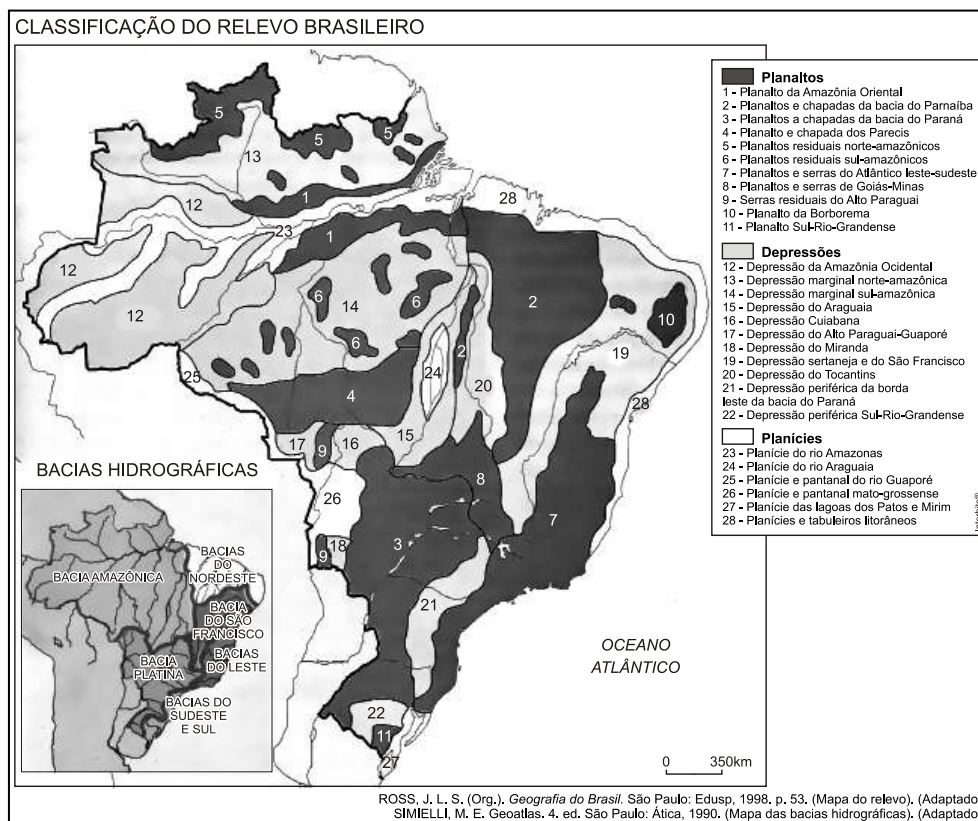 CLASSIFICAÇÃO DO RELEVO BRASILEIRO
5
5
5
13
1
12
28
23
1
12
12
6
14
6
2
10
6
2
19
24
20
25
4
28
17
9
16
15
8
26
7
3
9
18
21
22
11
27
OCEANO
ATLÂNTICO
0 350km
Planaltos
1 - Planalto da Amazônia Oriental
2 - Planaltos e chapadas da bacia do Parnaíba
3 - Planaltos a chapadas da bacia do Paraná
4 - Planalto e chapada dos Parecis
5 - Planaltos residuais norte-amazônicos
6 - Planaltos residuais sul-amazônicos
7 - Planaltos e serras do Atlântico leste-sudeste
8 - Planaltos e serras de Goiás-Minas
9 - Serras residuais do Alto Paraguai
10 - Planalto da Borborema
11 - Planalto Sul-Rio-Grandense
Depressões
12 - Depressão da Amazônia Ocidental
13 - Depressão marginal norte-amazônica
14 - Depressão marginal sul-amazônica
15 - Depressão do Araguaia
16 - Depressão Cuiabana
17 - Depressão do Alto Paraguai-Guaporé
18 - Depressão do Miranda
19 - Depressão sertaneja e do São Francisco
20 - Depressão do Tocantins
21 - Depressão periférica da borda
leste da bacia do Paraná
22 - Depressão periférica Sul-Rio-Grandense
Planícies
23 - Planície do rio Amazonas
24 - Planície do rio Araguaia
25 - Planície e pantanal do rio Guaporé
26 - Planície e pantanal mato-grossense
27 - Planície das lagoas dos Patos e Mirim
28 - Planícies e tabuleiros litorâneos
BACIAS HIDROGRÁFICAS
BACIA AMAZÔNICA
BACIAS
DO
NORDESTE
BACIA
DO SÃO
FRANCISCO
BACIAS
DO LESTE
BACIA
PLATINA
BACIAS DO
SUDESTE
E SUL
ROSS, J. L. S. (Org.). Geografia do Brasil. São Paulo: Edusp, 1998. p. 53. (Mapa do relevo). (Adaptado
SIMIELLI, M. E. Geoatlas. 4. ed. São Paulo: Ática, 1990. (Mapa das bacias hidrográficas). (Adaptado